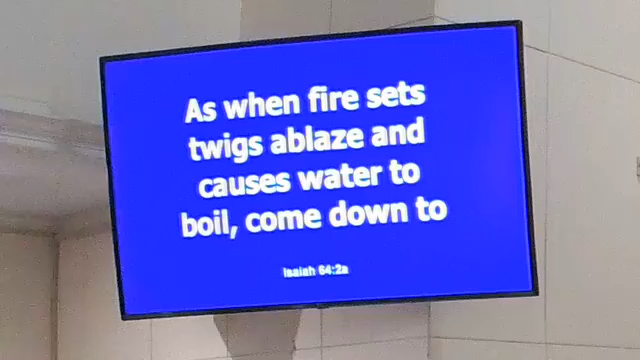 As when fire sets
twigs ablaze and
causes water to
boil, come down to
Isaiah 64:2a